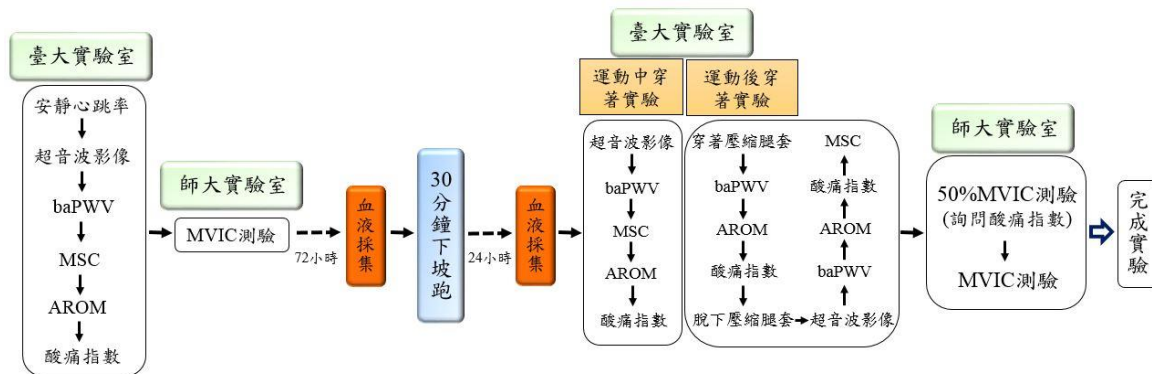 臺大實驗室
安靜心跳率
超音波影像
baPWV
MSC
AROM
酸痛指數
師大實驗室
MVIC測驗
72小時
血液採集
30分鐘下坡跑
24小時
血液採集
臺大實驗室
運動中穿
著實驗
超音波影像
baPWV
MSC
AROM
酸痛指數
運動後穿
著實驗
穿著壓縮腿套
baPWV
AROM
酸痛指數
脫下壓縮腿套
超音波影像
baPWV
AROM
酸痛指數
MSC
師大實驗室
50%MVIC測驗
(詢問酸痛指數)
MVIC測驗
完成實驗